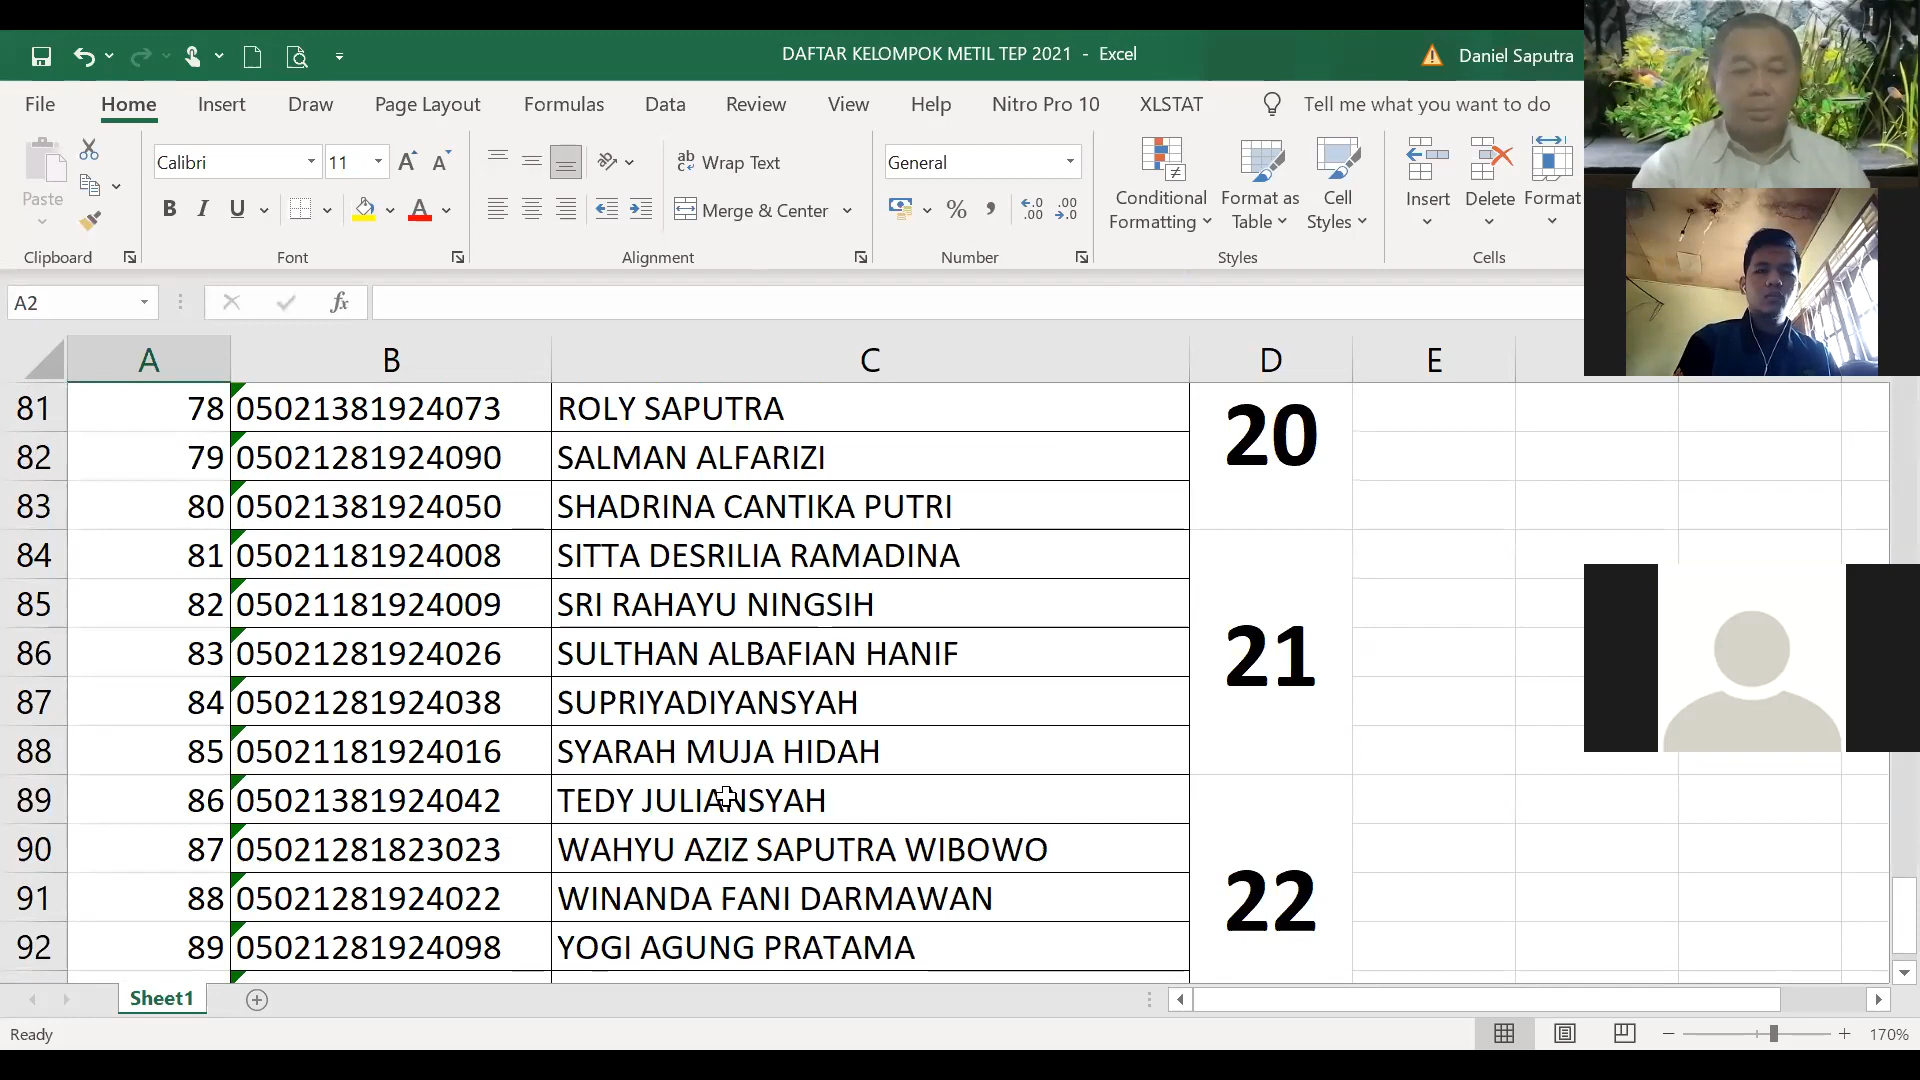 DAFTAR KELOMPOK METIL TEP 2021 - Excel
Daniel Saputra
File Home Insert Draw Page Layout Formulas Data Review View Help Nitro Pro 10 XLSTAT Tell me what you want to do
Paste
Calibri 11
B I U
ab c Wrap Text
Merge & Center
General
% 9
Conditional Formatting
Format as Table
Cell Styles
Insert Delete Format
Clipboard Font Alignment Number Styles Cells
A2 fx
A B C D E
81 78 05021381924073 ROLY SAPUTRA 20
82 79 05021281924090 SALMAN ALFARIZI
83 80 05021381924050 SHADRINA CANTIKA PUTRI
84 81 05021181924008 SITTA DESRILIA RAMADINA
85 82 05021181924009 SRI RAHAYU NINGSIH
86 83 05021281924026 SULTHAN ALBAFIAN HANIF 21
87 84 05021281924038 SUPRIYADIYANSYAH
88 85 05021181924016 SYARAH MUJA HIDAH
89 86 05021381924042 TEDY JULIANSYAH
90 87 05021281823023 WAHYU AZIZ SAPUTRA WIBOWO
91 88 05021281924022 WINANDA FANI DARMAWAN 22
92 89 05021281924098 YOGI AGUNG PRATAMA
Sheet1
Ready
170%